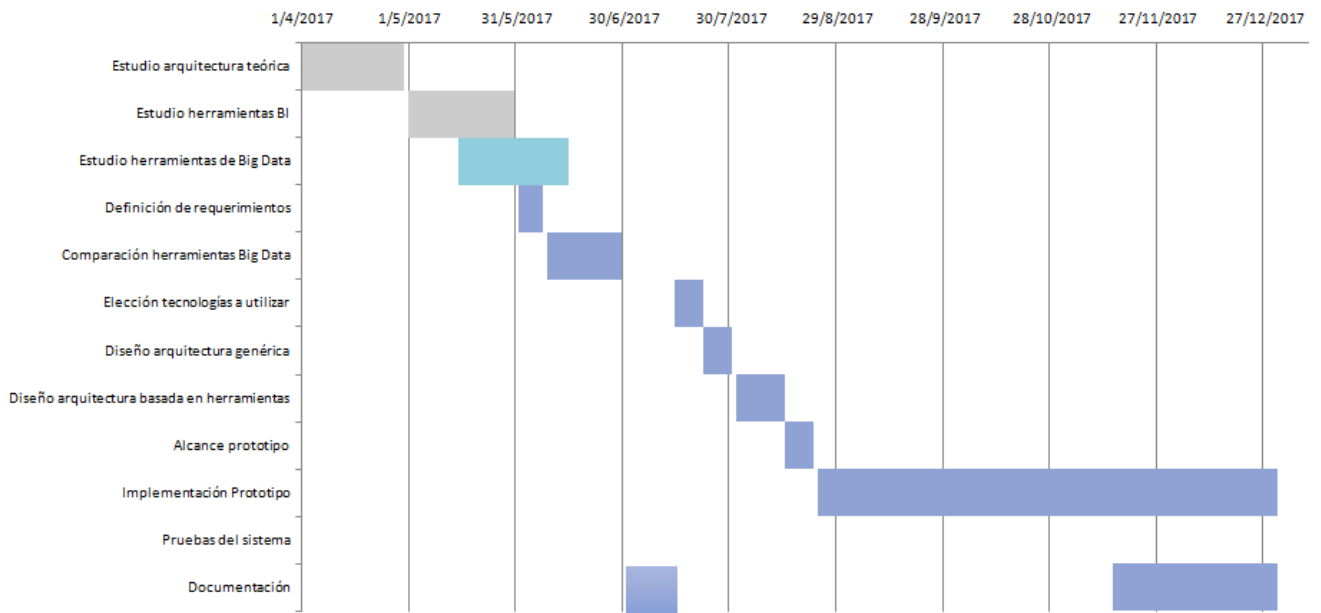 1/4/2017 1/5/2017 31/5/2017 30/6/2017 30/7/2017 29/8/2017 28/9/2017 28/10/2017 27/11/2017 27/12/2017
Estudio arquitectura teórica
Estudio herramientas BI
Estudio herramientas de Big Data
Definición de requerimientos
Comparación herramientas Big Data
Elección tecnologías a utilizar
Diseño arquitectura genérica
Diseño arquitectura basada en herramientas
Alcance prototipo
Implementación Prototipo
Pruebas del sistema
Documentación